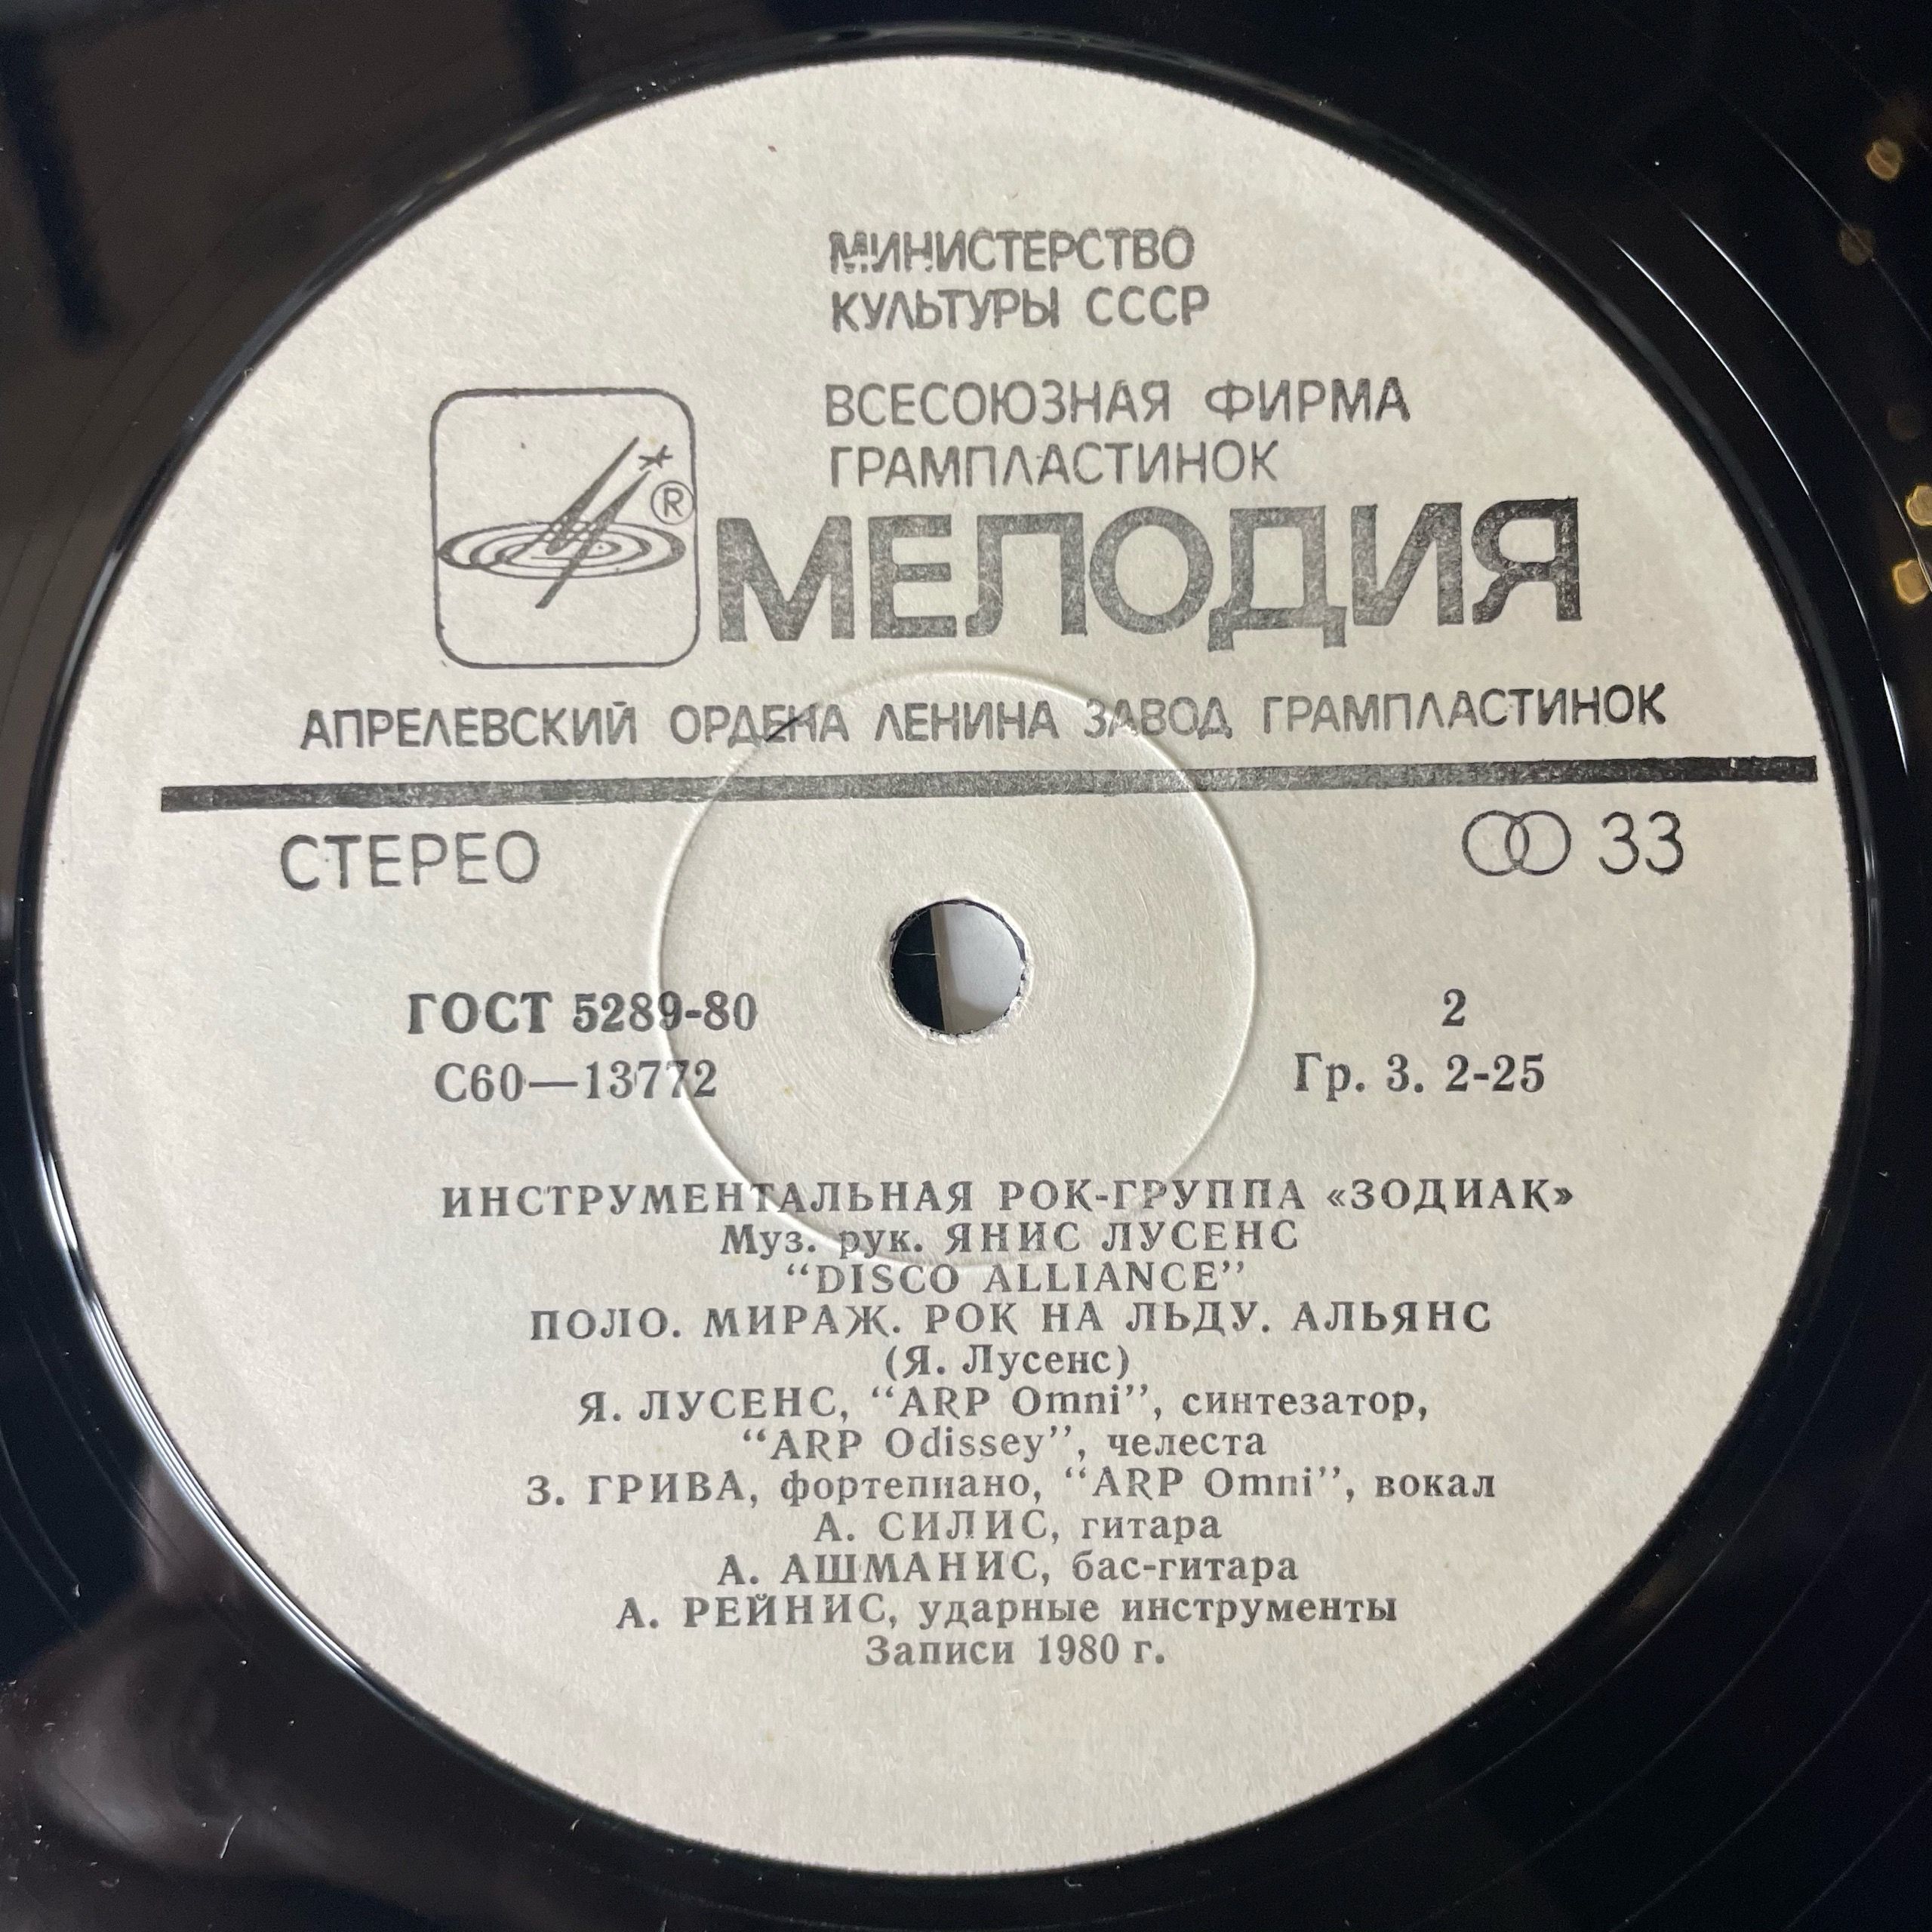 МИНИСТЕРСТВО
КУЛЬТУРЫ СССР
ВСЕСОЮЗНАЯ ФИРМА
ГРАМПЛАСТИНОК
®
МЕЛОДИЯ
АПРЕЛЕВСКИЙ ОРДЕНА ЛЕНИНА ЗАВОД ГРАМПЛАСТИНОК
СТЕРЕО 33
ГОСТ 5289-80 2
С60—13772 Гр. 3. 2-25
ИНСТРУМЕНТАЛЬНАЯ РОК-ГРУППА «ЗОДИАК»
Муз. рук. ЯНИС ЛУСЕНС
“DISCO ALLIANCE”
ПОЛО. МИРАЖ. РОК НА ЛЬДУ. АЛЬЯНС
(Я. Лусенс)
Я. ЛУСЕНС, “ARP Omni”, синтезатор,
“ARP Odissey”, челеста
З. ГРИВА, фортепиано, “ARP Omni”, вокал
А. СИЛИС, гитара
А. АШМАНИС, бас-гитара
А. РЕЙНИС, ударные инструменты
Записи 1980 г.